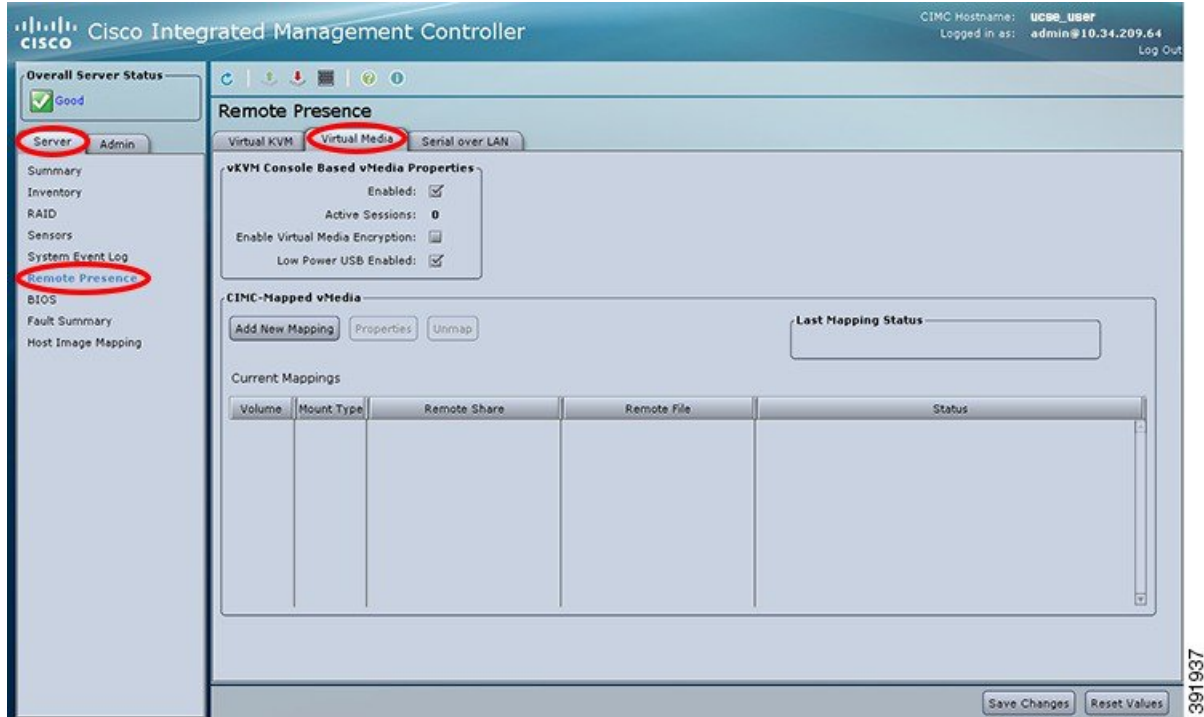 CISCO
Cisco Integrated Management Controller
CIMC Hostname: ucse_user
Logged in as: admin@10.34.209.64
Log Out
Overall Server Status
Good
Server
Admin
Summary
Inventory
RAID
Sensors
System Event Log
Remote Presence
BIOS
Fault Summary
Host Image Mapping
Remote Presence
Virtual KVM
Virtual Media
Serial over LAN
vKVM Console Based vMedia Properties
Enabled:
Active Sessions: 0
Enable Virtual Media Encryption:
Low Power USB Enabled:
CIMC-Mapped vMedia
Add New Mapping
Properties
Unmap
Last Mapping Status
Current Mappings
Volume
Mount Type
Remote Share
Remote File
Status
Save Changes
Reset Values
391937